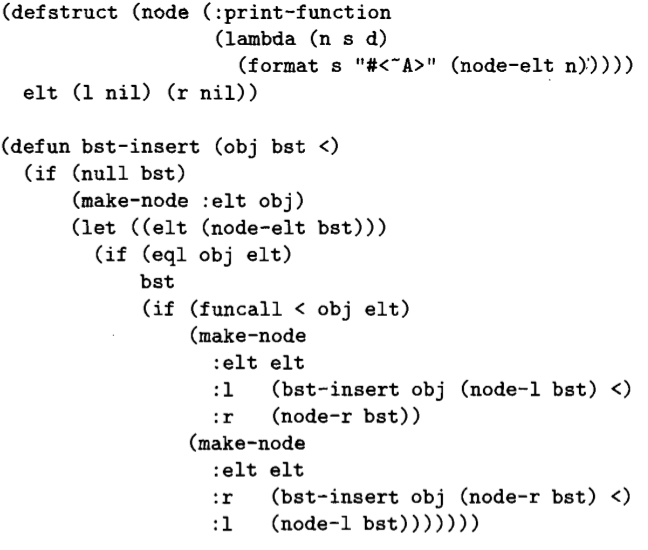 (defstruct (node (:print-function
                  (lambda (n s d)
                    (format s "#<~A>" (node-elt n)))))
  elt (l nil) (r nil))

(defun bst-insert (obj bst <)
  (if (null bst)
      (make-node :elt obj)
      (let ((elt (node-elt bst)))
        (if (eql obj elt)
            bst
            (if (funcall < obj elt)
                (make-node
                  :elt elt
                  :l   (bst-insert obj (node-l bst) <)
                  :r   (node-r bst))
                (make-node
                  :elt elt
                  :r   (bst-insert obj (node-r bst) <)
                  :l   (node-l bst)))))))